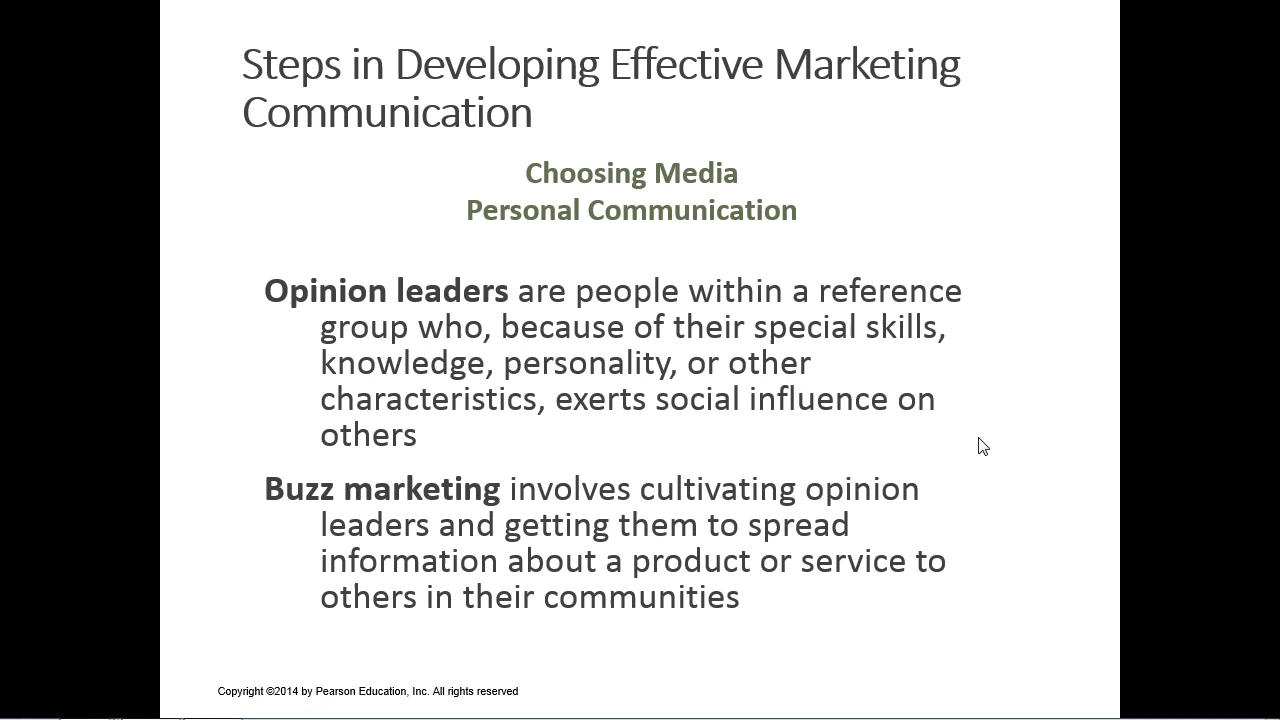 Steps in Developing Effective Marketing
Communication
Choosing Media
Personal Communication
Opinion leaders are people within a reference
group who, because of their special skills,
knowledge, personality, or other
characteristics, exerts social influence on
others
Buzz marketing involves cultivating opinion
leaders and getting them to spread
information about a product or service to
others in their communities
Copyright ©2014 by Pearson Education, Inc. All rights reserved